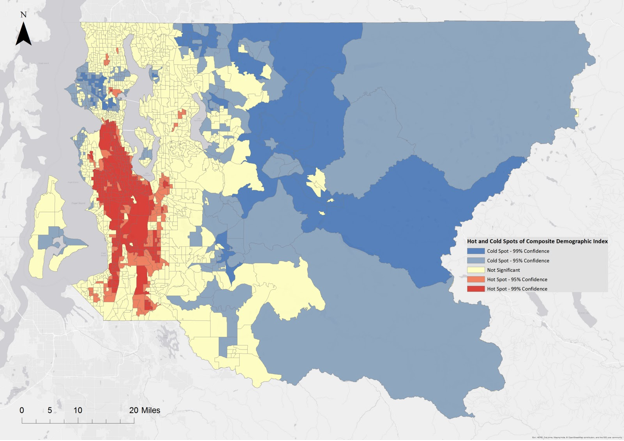 N
Hot and Cold Spots of Composite Demographic Index
Cold Spot - 99% Confidence
Cold Spot - 95% Confidence
Not Significant
Hot Spot - 95% Confidence
Hot Spot - 99% Confidence
0 5 10 20 Miles